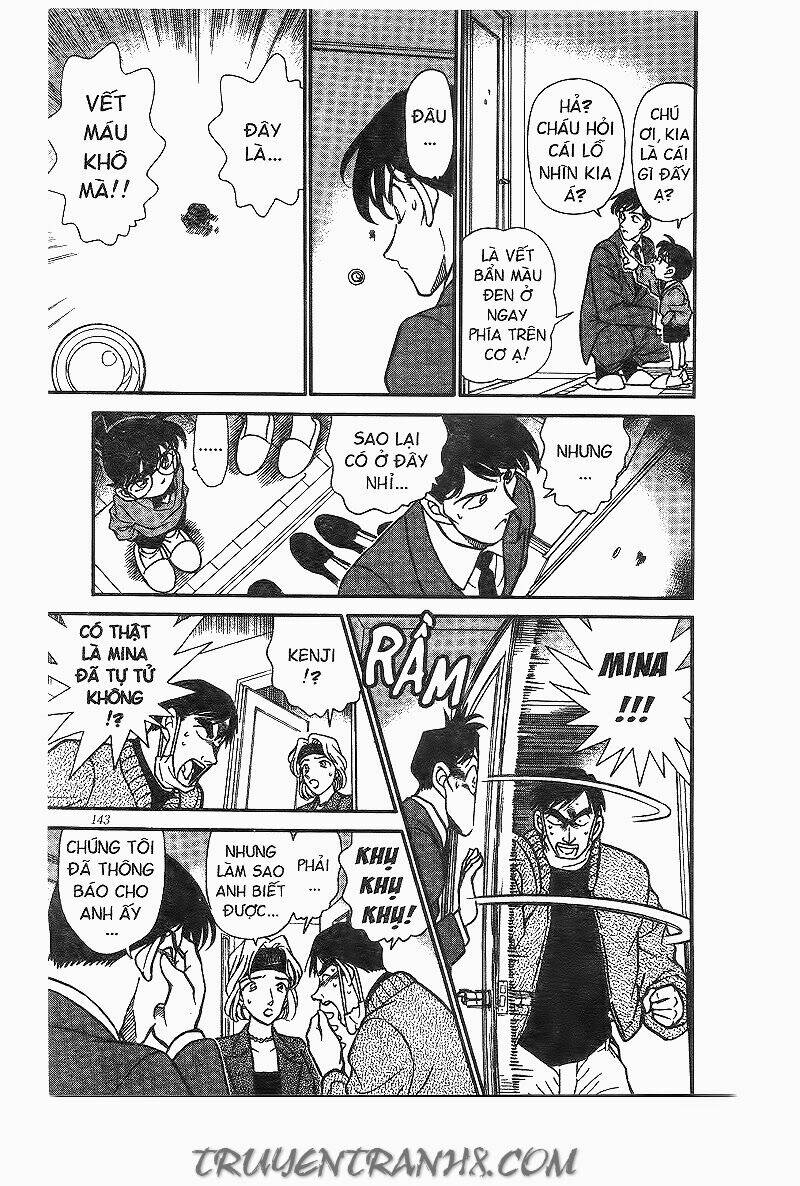 CHÚ
ƠI, KIA
LÀ CÁI
GÌ ĐẤY
Ạ?
HẢ?
CHÁU HỎI
CÁI LỖ
NHÌN KIA
Á?
LÀ VẾT
BẨN MÀU
ĐEN Ở
NGAY
PHÍA TRÊN
CƠ Ạ!
ĐÂU
...
ĐÂY
LÀ...
VẾT
MÁU
KHÔ
MÀ!!
NHƯNG
...
SAO LẠI
CÓ Ở ĐÂY
NHỈ...
......
MINA
!!!
RẦM
KENJI
!?
CÓ THẬT
LÀ MINA
ĐÃ TỰ TỬ
KHÔNG
!?
143
KHỤ
KHỤ
KHỤ!
PHẢI
...
NHƯNG
LÀM SAO
ANH BIẾT
ĐƯỢC...
CHÚNG TÔI
ĐÃ THÔNG
BÁO CHO
ANH ẤY
...
TRUYENTRANH8.COM